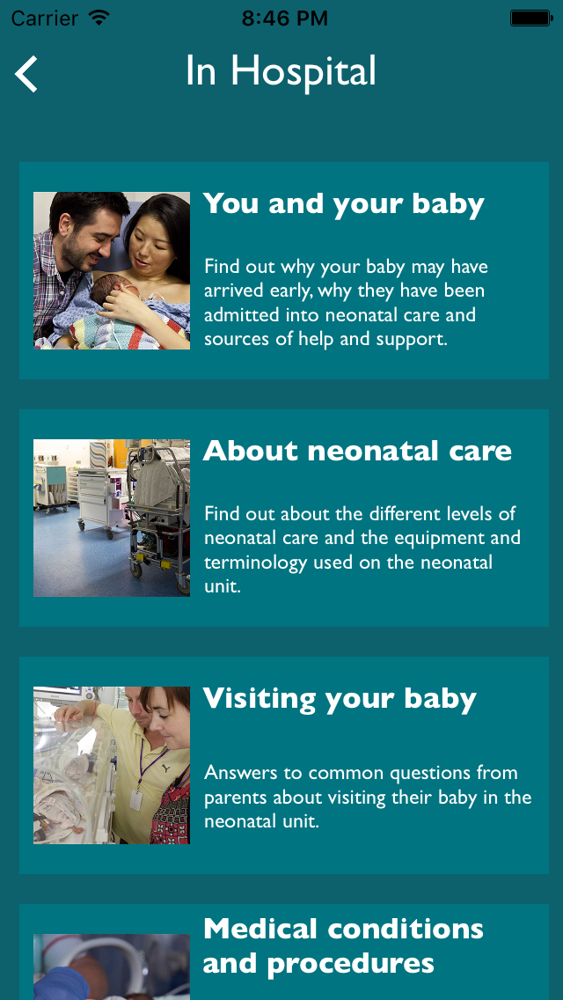 Carrier 8:46 PM
In Hospital
You and your baby
Find out why your baby may have
arrived early, why they have been
admitted into neonatal care and
sources of help and support.
About neonatal care
Find out about the different levels of
neonatal care and the equipment and
terminology used on the neonatal
unit.
Visiting your baby
Answers to common questions from
parents about visiting their baby in the
neonatal unit.
Medical conditions
and procedures